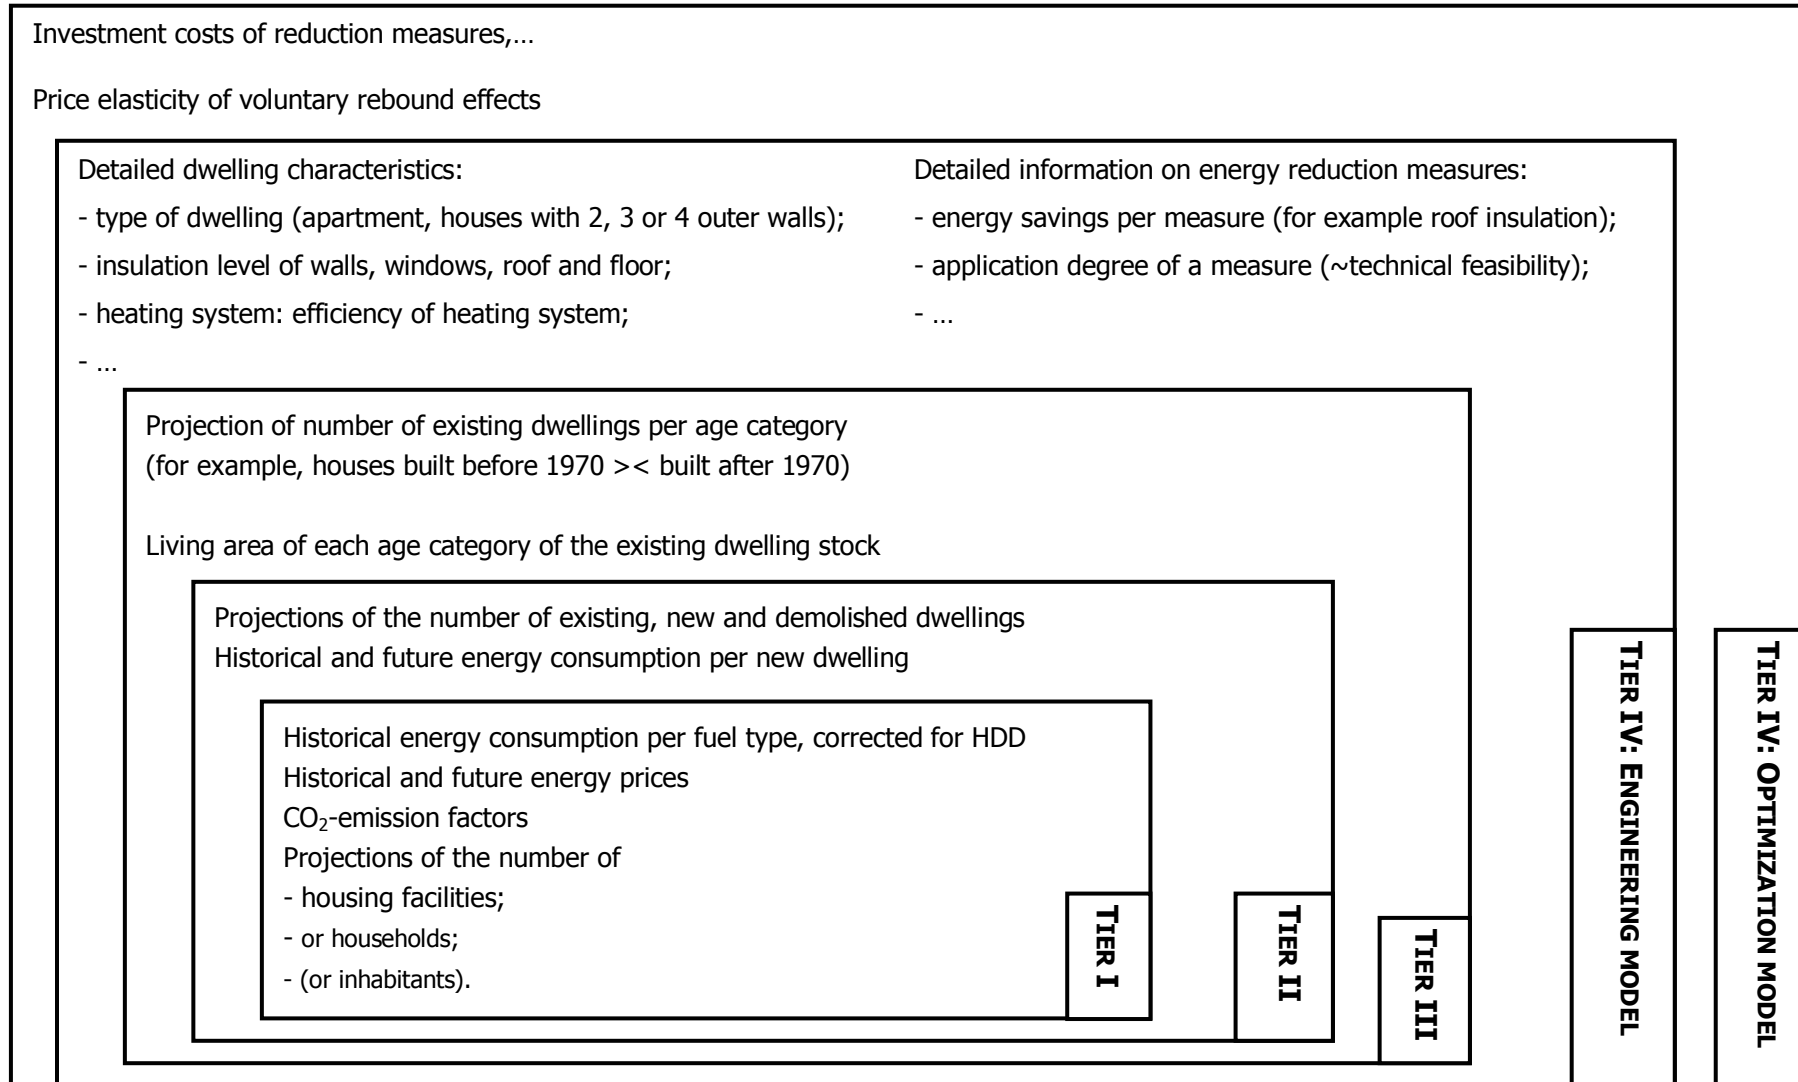 Investment costs of reduction measures,…
Price elasticity of voluntary rebound effects
Detailed dwelling characteristics:
- type of dwelling (apartment, houses with 2, 3 or 4 outer walls);
- insulation level of walls, windows, roof and floor;
- heating system: efficiency of heating system;
- …
Detailed information on energy reduction measures:
- energy savings per measure (for example roof insulation);
- application degree of a measure (~technical feasibility);
- …
Projection of number of existing dwellings per age category
(for example, houses built before 1970 >< built after 1970)
Living area of each age category of the existing dwelling stock
Projections of the number of existing, new and demolished dwellings
Historical and future energy consumption per new dwelling
Historical energy consumption per fuel type, corrected for HDD
Historical and future energy prices
CO₂-emission factors
Projections of the number of
- housing facilities;
- or households;
- (or inhabitants).
TIER I
TIER II
TIER III
TIER IV: ENGINEERING MODEL
TIER IV: OPTIMIZATION MODEL